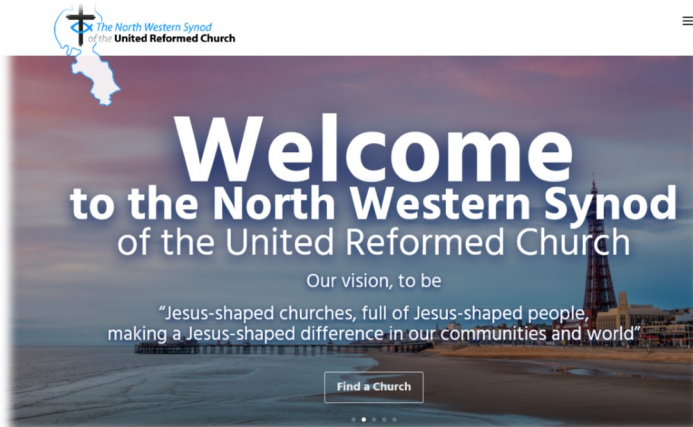 The North Western Synod
of the United Reformed Church
Welcome
to the North Western Synod
of the United Reformed Church
Our vision, to be
“Jesus-shaped churches, full of Jesus-shaped people,
making a Jesus-shaped difference in our communities and world”
Find a Church